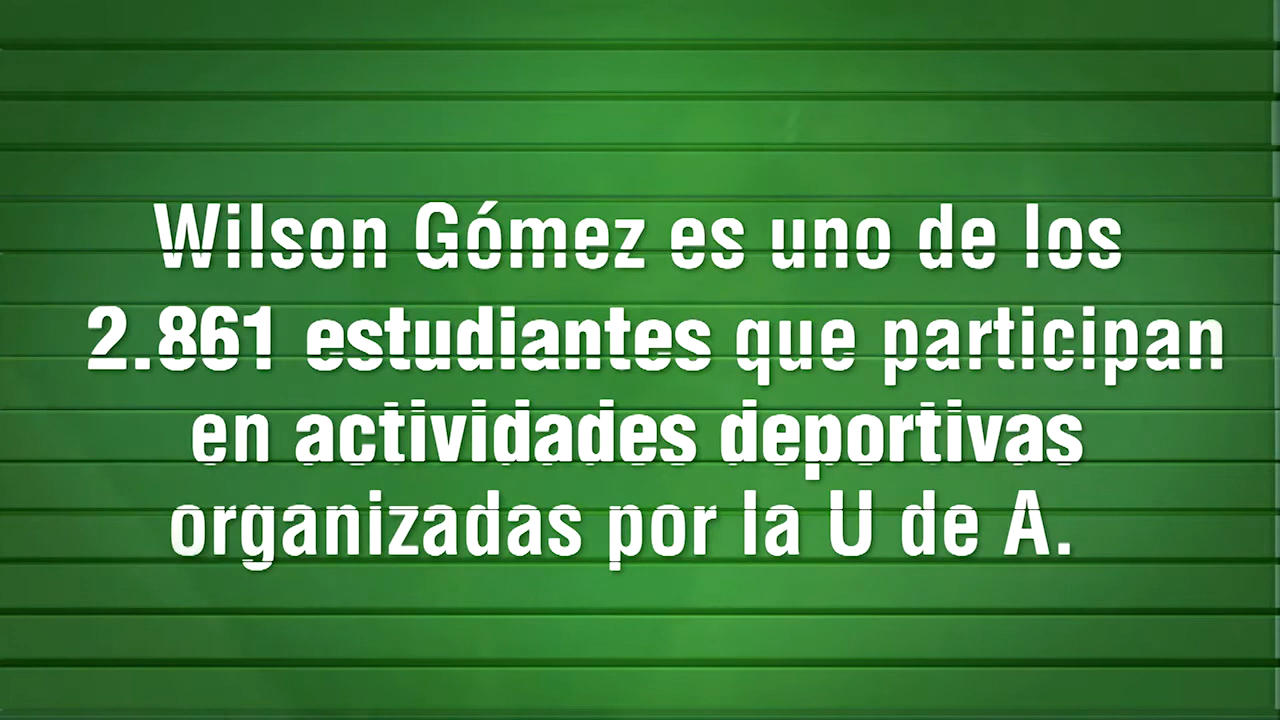 Wilson Gómez es uno de los
2.861 estudiantes que participan
en actividades deportivas
organizadas por la U de A.